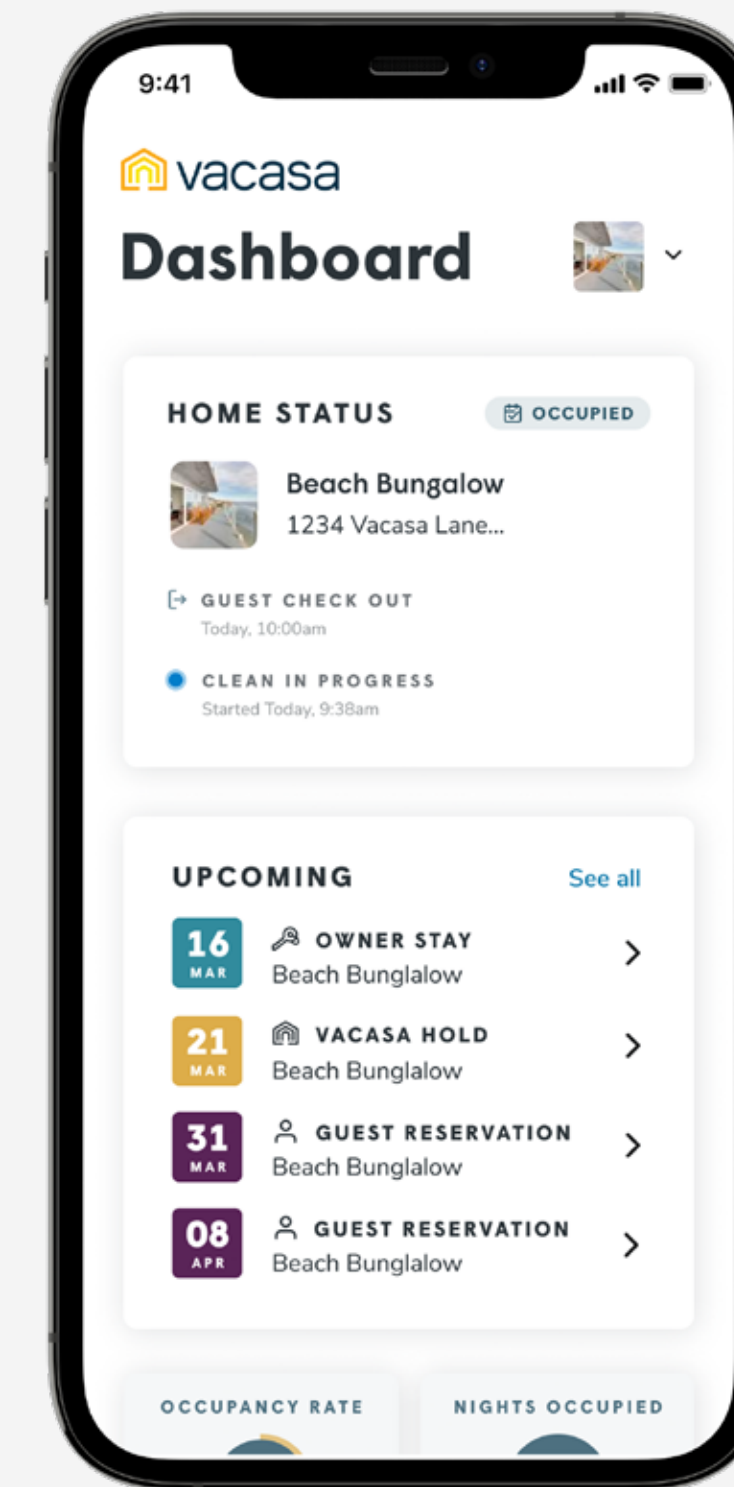 9:41
vacasa
Dashboard
HOME STATUS
OCCUPIED
Beach Bungalow
1234 Vacasa Lane...
GUEST CHECK OUT
Today, 10:00am
CLEAN IN PROGRESS
Started Today, 9:38am
UPCOMING
See all
16
MAR
OWNER STAY
Beach Bunglalow
21
MAR
VACASA HOLD
Beach Bunglalow
31
MAR
GUEST RESERVATION
Beach Bunglalow
08
APR
GUEST RESERVATION
Beach Bunglalow
OCCUPANCY RATE
NIGHTS OCCUPIED